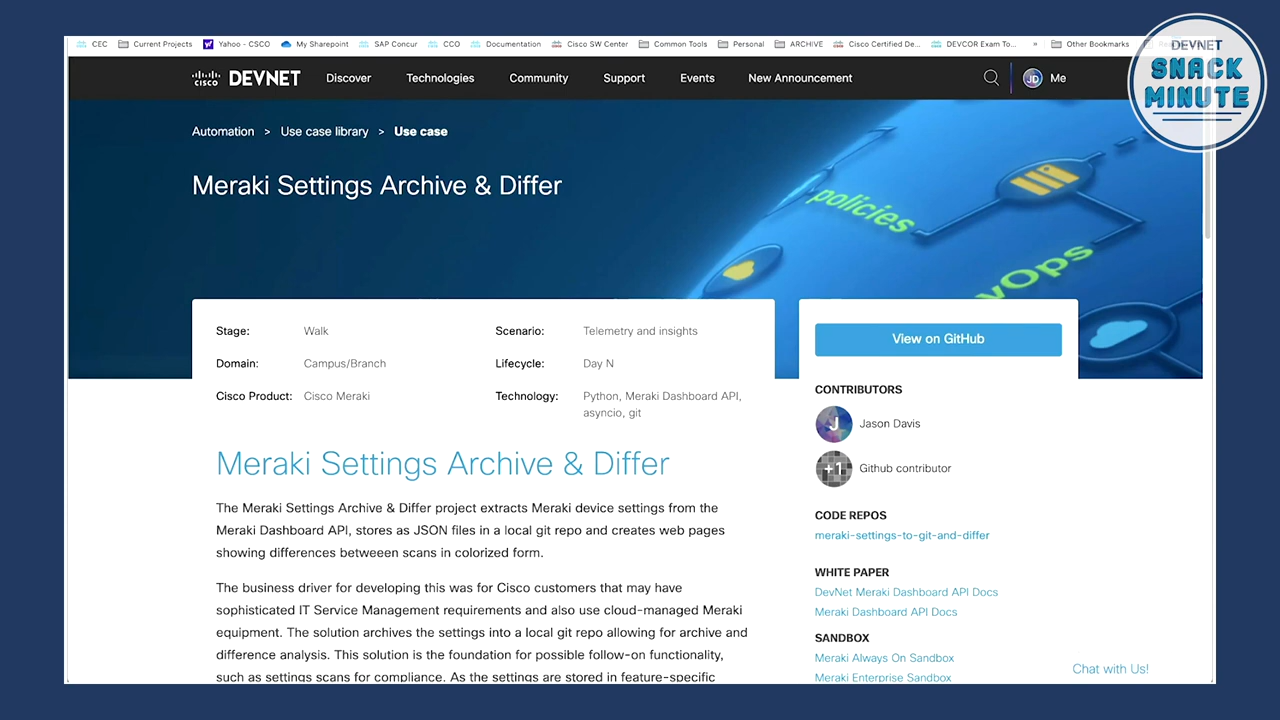 CEC Current Projects Yahoo - CSCO My Sharepoint SAP Concur CCO Documentation Cisco SW Center Common Tools Personal ARCHIVE Cisco Certified De... DEVCOR Exam To... » Other Bookmarks
DEVNET
SNACK
MINUTE
CISCO DEVNET Discover Technologies Community Support Events New Announcement JD Me
Automation > Use case library > Use case
Meraki Settings Archive & Differ
policies
vOps
Stage: Walk Scenario: Telemetry and insights
Domain: Campus/Branch Lifecycle: Day N
Cisco Product: Cisco Meraki Technology: Python, Meraki Dashboard API,
asyncio, git
Meraki Settings Archive & Differ
The Meraki Settings Archive & Differ project extracts Meraki device settings from the
Meraki Dashboard API, stores as JSON files in a local git repo and creates web pages
showing differences betweeen scans in colorized form.
The business driver for developing this was for Cisco customers that may have
sophisticated IT Service Management requirements and also use cloud-managed Meraki
equipment. The solution archives the settings into a local git repo allowing for archive and
difference analysis. This solution is the foundation for possible follow-on functionality,
such as settings scans for compliance. As the settings are stored in feature-specific
View on GitHub
CONTRIBUTORS
J Jason Davis
+1 Github contributor
CODE REPOS
meraki-settings-to-git-and-differ
WHITE PAPER
DevNet Meraki Dashboard API Docs
Meraki Dashboard API Docs
SANDBOX
Meraki Always On Sandbox
Meraki Enterprise Sandbox
Chat with Us!